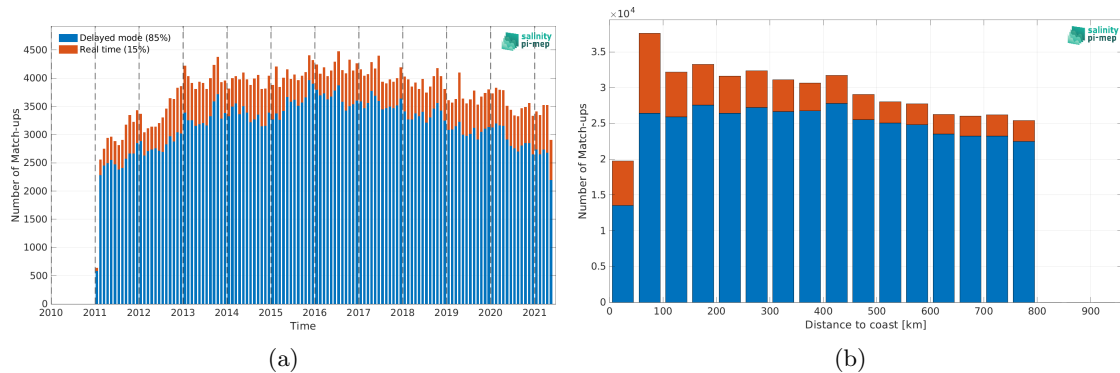 Delayed mode (85%)
Real time (15%)
salinity
pi-mep
4500
4000
3500
3000
2500
2000
1500
1000
500
0
2010 2011 2012 2013 2014 2015 2016 2017 2018 2019 2020 2021
Time
Number of Match-ups
(a)
×10⁴
salinity
pi-mep
3.5
3
2.5
2
1.5
1
0.5
0
0 100 200 300 400 500 600 700 800 900
Distance to coast [km]
Number of Match-ups
(b)